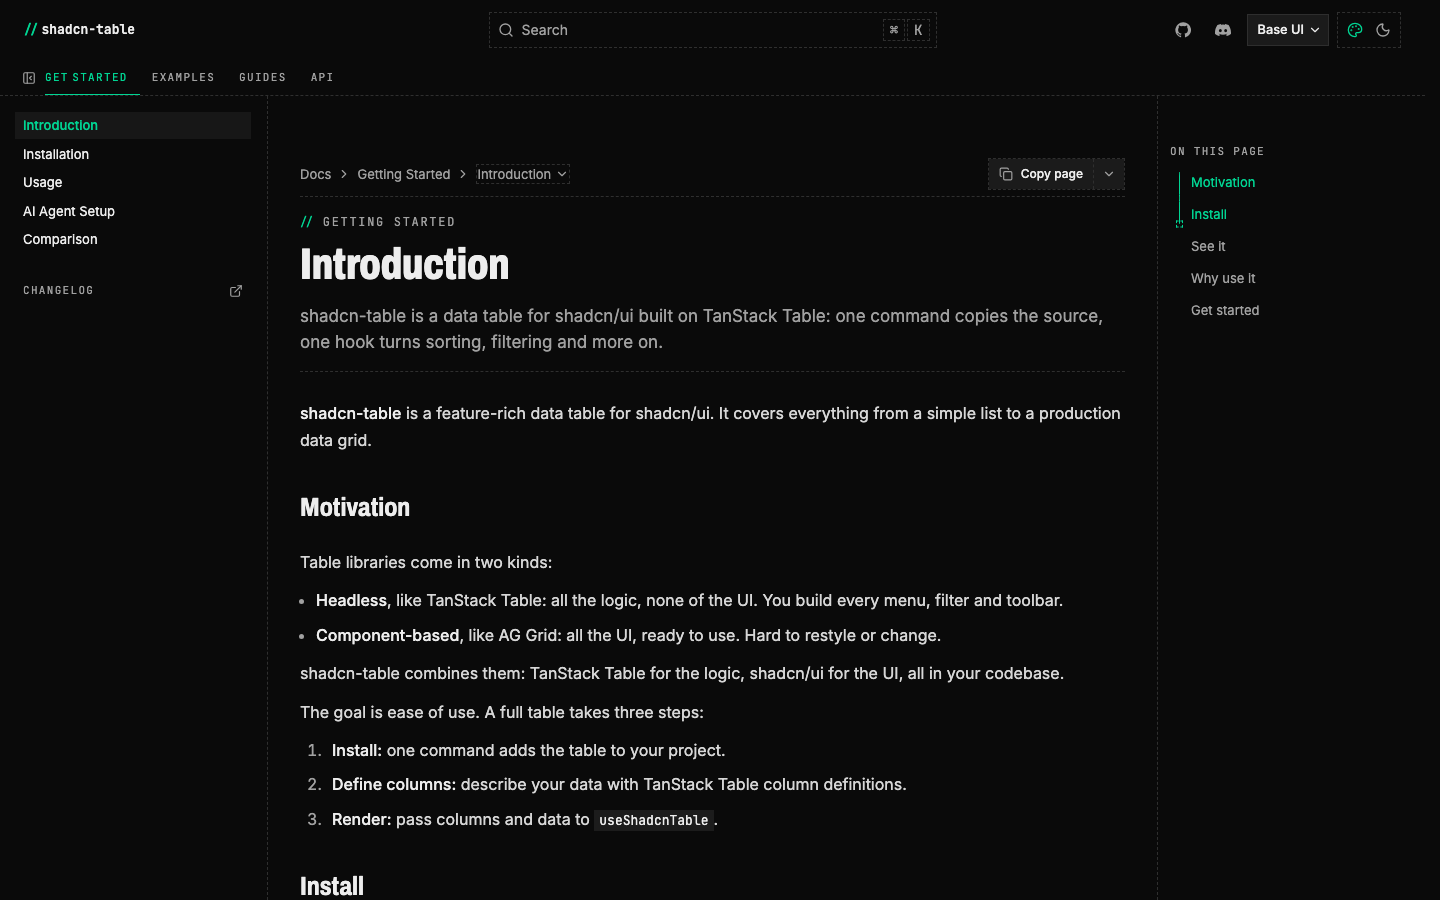 // shadcn-table
Search
⌘ K
Base UI
GET STARTED
EXAMPLES
GUIDES
API
Introduction
Installation
Usage
AI Agent Setup
Comparison
CHANGELOG
Docs > Getting Started > Introduction
Copy page
// GETTING STARTED
Introduction
shadcn-table is a data table for shadcn/ui built on TanStack Table: one command copies the source,
one hook turns sorting, filtering and more on.
shadcn-table is a feature-rich data table for shadcn/ui. It covers everything from a simple list to a production
data grid.
Motivation
Table libraries come in two kinds:
• Headless, like TanStack Table: all the logic, none of the UI. You build every menu, filter and toolbar.
• Component-based, like AG Grid: all the UI, ready to use. Hard to restyle or change.
shadcn-table combines them: TanStack Table for the logic, shadcn/ui for the UI, all in your codebase.
The goal is ease of use. A full table takes three steps:
1. Install: one command adds the table to your project.
2. Define columns: describe your data with TanStack Table column definitions.
3. Render: pass columns and data to useShadcnTable.
Install
ON THIS PAGE
Motivation
Install
See it
Why use it
Get started